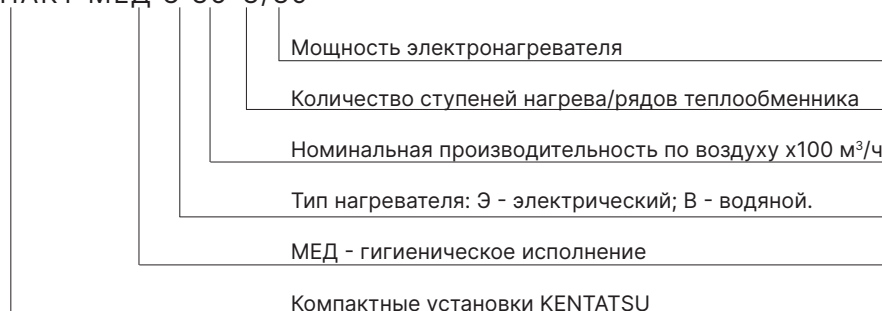 Мощность электронагревателя
Количество ступеней нагрева/рядов теплообменника
Номинальная производительность по воздуху х100 м³/ч
Тип нагревателя: Э - электрический; В - водяной.
МЕД - гигиеническое исполнение
Компактные установки KENTATSU